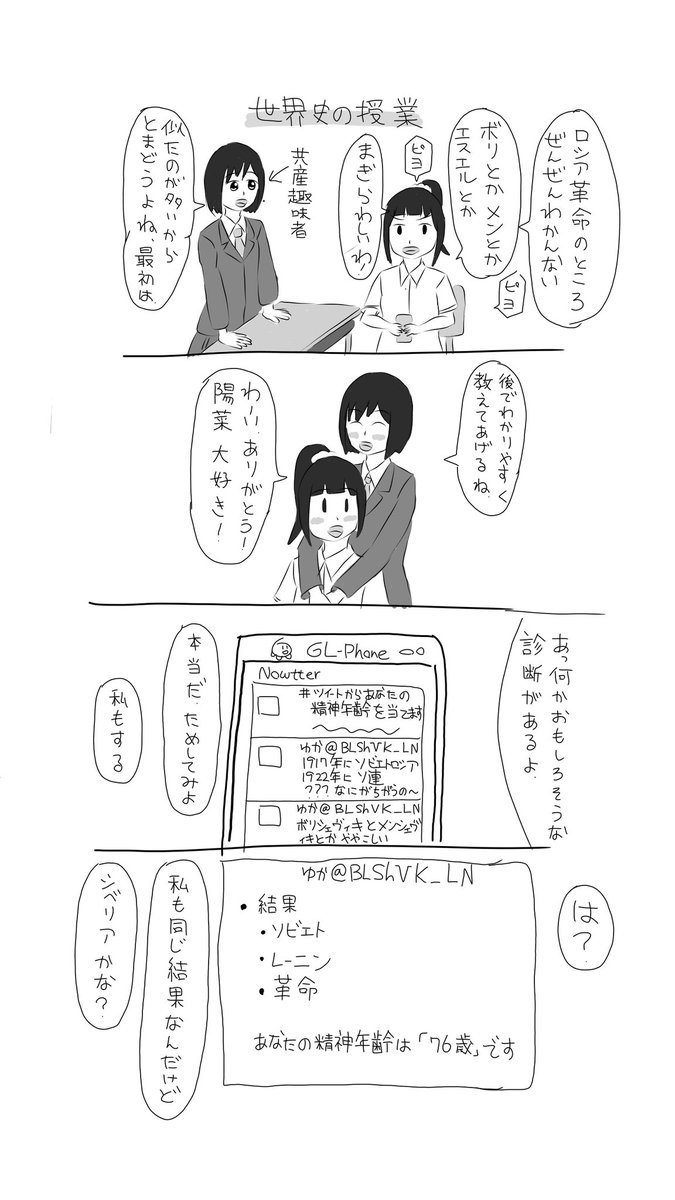 世界史の授業
ロシア革命のところ
ぜんぜんわかんない
ボリとかメンとか
エスエルとか
ピヨ
ピヨ
まぎらわしいわ!
共産趣味者
似たのが多いから
とまどうよね、最初は
後でわかりやすく
教えてあげるね、
わーい、ありがとう!
陽菜 大好き!
あっ何かおもしろそうな
診断があるよ、
GL-Phone
Nowtter
#ツイートからあなたの
精神年齢を当てます
ゆか@BLShVK_LN
1917年にソビエトロシア
1922年にソ連
???なにがちがうの〜
ゆか@BLShVK_LN
ボリシェヴィキとメンシェヴ
ィキとかややこしい
本当だ、ためしてみよ
私もする
は?
ゆか@BLShVK_LN
• 結果
• ソビエト
• レーニン
• 革命
あなたの精神年齢は「76歳」です
私も同じ結果なんだけど
シベリアかな?